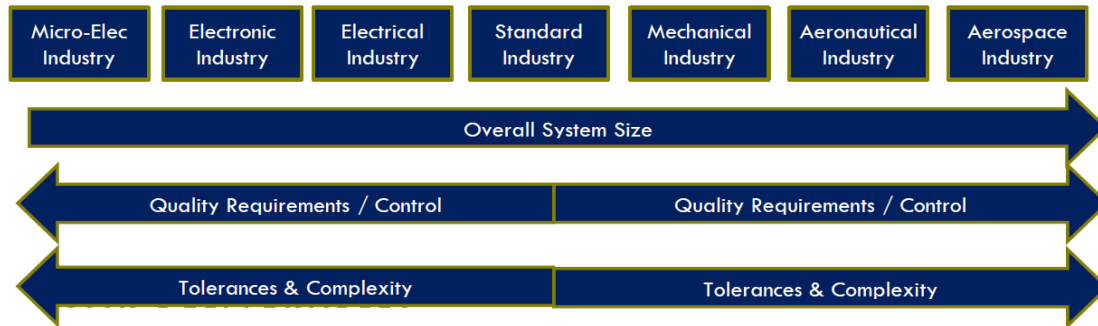 Micro-Elec
Industry
Electronic
Industry
Electrical
Industry
Standard
Industry
Mechanical
Industry
Aeronautical
Industry
Aerospace
Industry
Overall System Size
Quality Requirements / Control
Quality Requirements / Control
Tolerances & Complexity
Tolerances & Complexity